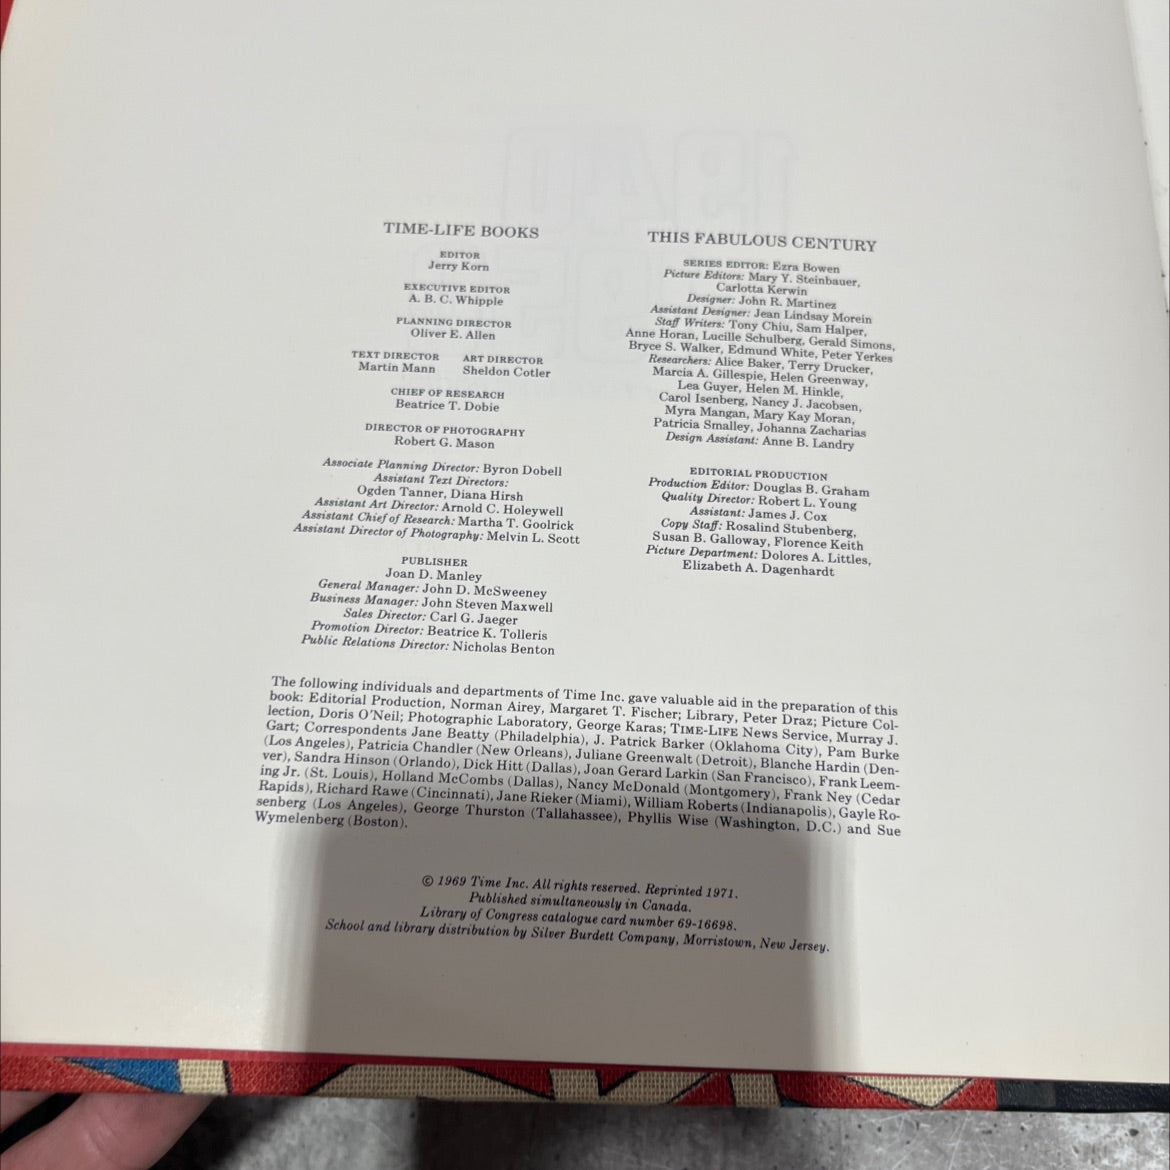 TIME-LIFE BOOKS
EDITOR
Jerry Korn
EXECUTIVE EDITOR
A. B. C. Whipple
PLANNING DIRECTOR
Oliver E. Allen
TEXT DIRECTOR ART DIRECTOR
Martin Mann Sheldon Cotler
CHIEF OF RESEARCH
Beatrice T. Dobie
DIRECTOR OF PHOTOGRAPHY
Robert G. Mason
Associate Planning Director: Byron Dobell
Assistant Text Directors:
Ogden Tanner, Diana Hirsh
Assistant Art Director: Arnold C. Holeywell
Assistant Chief of Research: Martha T. Goolrick
Assistant Director of Photography: Melvin L. Scott
PUBLISHER
Joan D. Manley
General Manager: John D. McSweeney
Business Manager: John Steven Maxwell
Sales Director: Carl G. Jaeger
Promotion Director: Beatrice K. Tolleris
Public Relations Director: Nicholas Benton
THIS FABULOUS CENTURY
SERIES EDITOR: Ezra Bowen
Picture Editors: Mary Y. Steinbauer,
Carlotta Kerwin
Designer: John R. Martinez
Assistant Designer: Jean Lindsay Morein
Staff Writers: Tony Chiu, Sam Halper,
Anne Horan, Lucille Schulberg, Gerald Simons,
Bryce S. Walker, Edmund White, Peter Yerkes
Researchers: Alice Baker, Terry Drucker,
Marcia A. Gillespie, Helen Greenway,
Lea Guyer, Helen M. Hinkle,
Carol Isenberg, Nancy J. Jacobsen,
Myra Mangan, Mary Kay Moran,
Patricia Smalley, Johanna Zacharias
Design Assistant: Anne B. Landry
EDITORIAL PRODUCTION
Production Editor: Douglas B. Graham
Quality Director: Robert L. Young
Assistant: James J. Cox
Copy Staff: Rosalind Stubenberg,
Susan B. Galloway, Florence Keith
Picture Department: Dolores A. Littles,
Elizabeth A. Dagenhardt
The following individuals and departments of Time Inc. gave valuable aid in the preparation of this
book: Editorial Production, Norman Airey, Margaret T. Fischer; Library, Peter Draz; Picture Col-
lection, Doris O'Neil; Photographic Laboratory, George Karas; TIME-LIFE News Service, Murray J.
Gart; Correspondents Jane Beatty (Philadelphia), J. Patrick Barker (Oklahoma City), Pam Burke
(Los Angeles), Patricia Chandler (New Orleans), Juliane Greenwalt (Detroit), Blanche Hardin (Den-
ver), Sandra Hinson (Orlando), Dick Hitt (Dallas), Joan Gerard Larkin (San Francisco), Frank Leem-
ing Jr. (St. Louis), Holland McCombs (Dallas), Nancy McDonald (Montgomery), Frank Ney (Cedar
Rapids), Richard Rawe (Cincinnati), Jane Rieker (Miami), William Roberts (Indianapolis), Gayle Ro-
senberg (Los Angeles), George Thurston (Tallahassee), Phyllis Wise (Washington, D.C.) and Sue
Wymelenberg (Boston).
© 1969 Time Inc. All rights reserved. Reprinted 1971.
Published simultaneously in Canada.
Library of Congress catalogue card number 69-16698.
School and library distribution by Silver Burdett Company, Morristown, New Jersey.